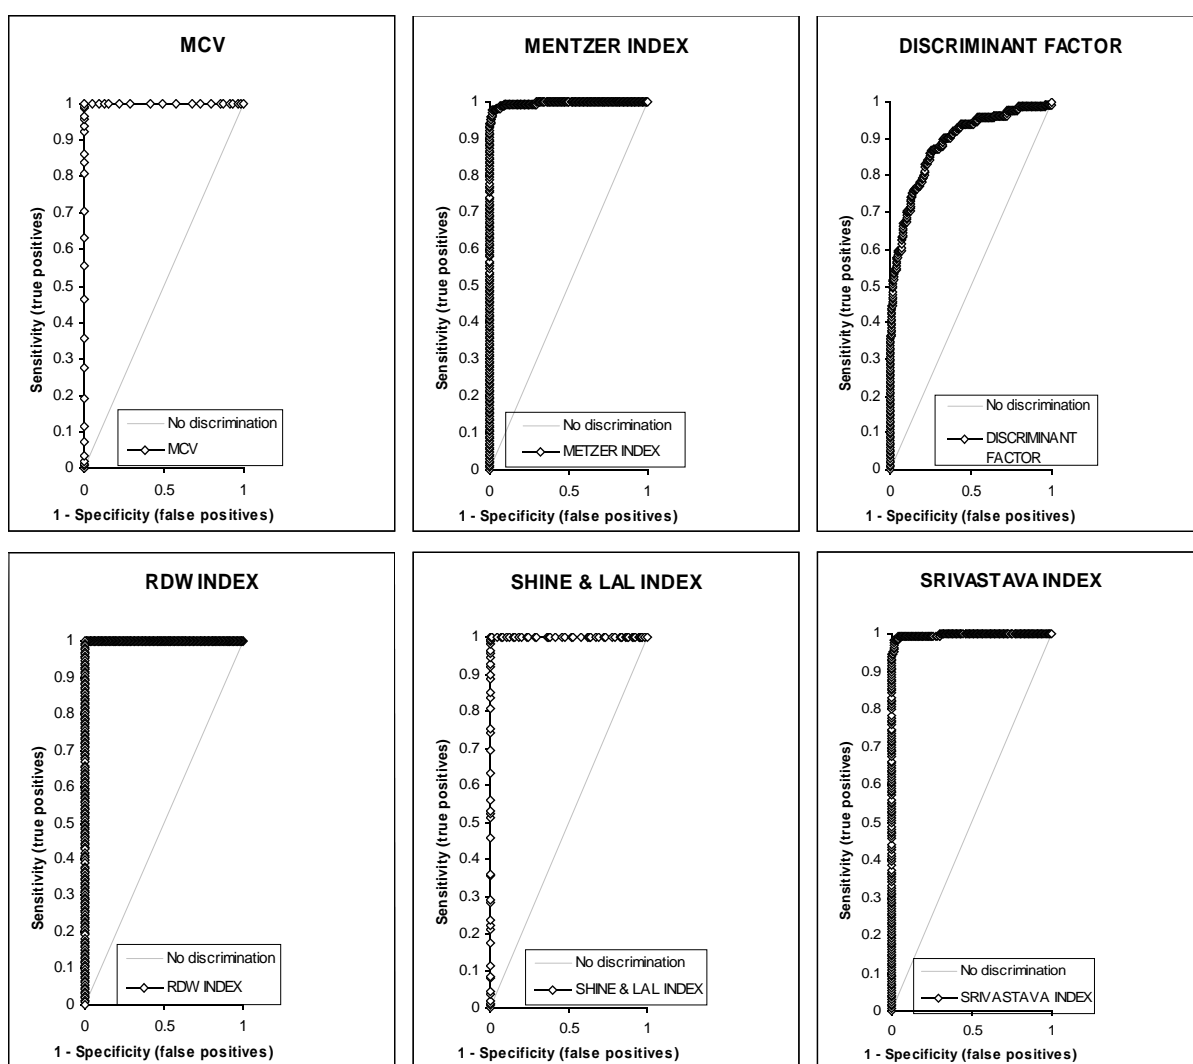 MCV
Sensitivity (true positives)
1
0.9
0.8
0.7
0.6
0.5
0.4
0.3
0.2
0.1
0
No discrimination
MCV
0 0.5 1
1 - Specificity (false positives)
MENTZER INDEX
Sensitivity (true positives)
1
0.9
0.8
0.7
0.6
0.5
0.4
0.3
0.2
0.1
0
No discrimination
METZER INDEX
0 0.5 1
1 - Specificity (false positives)
DISCRIMINANT FACTOR
Sensitivity (true positives)
1
0.9
0.8
0.7
0.6
0.5
0.4
0.3
0.2
0.1
0
No discrimination
DISCRIMINANT
FACTOR
0 0.5 1
1 - Specificity (false positives)
RDW INDEX
Sensitivity (true positives)
1
0.9
0.8
0.7
0.6
0.5
0.4
0.3
0.2
0.1
0
No discrimination
RDW INDEX
0 0.5 1
1 - Specificity (false positives)
SHINE & LAL INDEX
Sensitivity (true positives)
1
0.9
0.8
0.7
0.6
0.5
0.4
0.3
0.2
0.1
0
No discrimination
SHINE & LAL INDEX
0 0.5 1
1 - Specificity (false positives)
SRIVASTAVA INDEX
Sensitivity (true positives)
1
0.9
0.8
0.7
0.6
0.5
0.4
0.3
0.2
0.1
0
No discrimination
SRIVASTAVA INDEX
0 0.5 1
1 - Specificity (false positives)